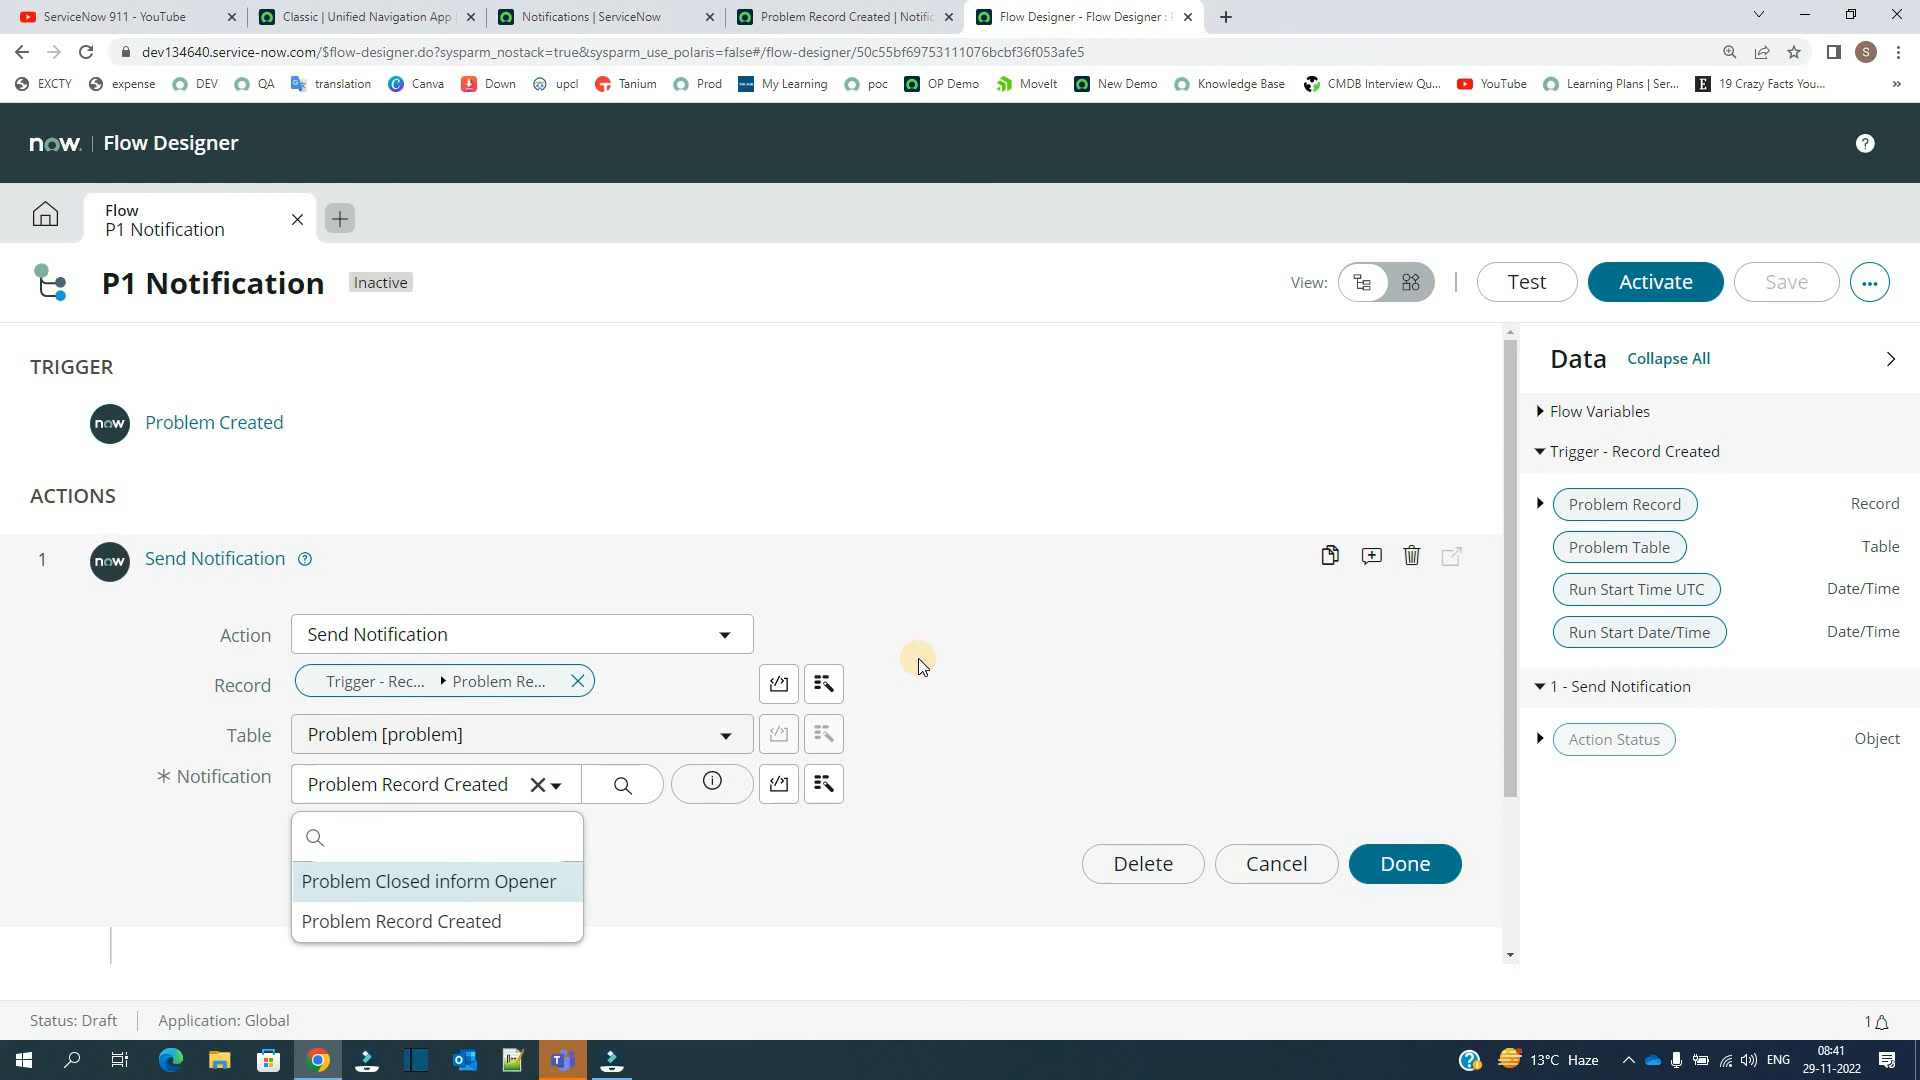 ServiceNow 911 - YouTube
Classic | Unified Navigation App
Notifications | ServiceNow
Problem Record Created | Notific
Flow Designer - Flow Designer :
dev134640.service-now.com/$flow-designer.do?sysparm_nostack=true&sysparm_use_polaris=false#/flow-designer/50c55bf69753111076bcbf36f053afe5
S
EXCTY
expense
DEV
QA
translation
Canva
Down
upcl
Tanium
Prod
My Learning
poc
OP Demo
MoveIt
New Demo
Knowledge Base
CMDB Interview Qu...
YouTube
Learning Plans | Ser...
19 Crazy Facts You...
»
now. | Flow Designer
?
Flow
P1 Notification
P1 Notification
Inactive
View:
Test
Activate
Save
...
TRIGGER
now
Problem Created
ACTIONS
1
now
Send Notification
Action
Send Notification
Record
Trigger - Rec... Problem Re...
Table
Problem [problem]
* Notification
Problem Record Created
Problem Closed inform Opener
Problem Record Created
Delete
Cancel
Done
Data
Collapse All
Flow Variables
Trigger - Record Created
Problem Record
Record
Problem Table
Table
Run Start Time UTC
Date/Time
Run Start Date/Time
Date/Time
1 - Send Notification
Action Status
Object
Status: Draft
Application: Global
1
13°C Haze
ENG
08:41
29-11-2022